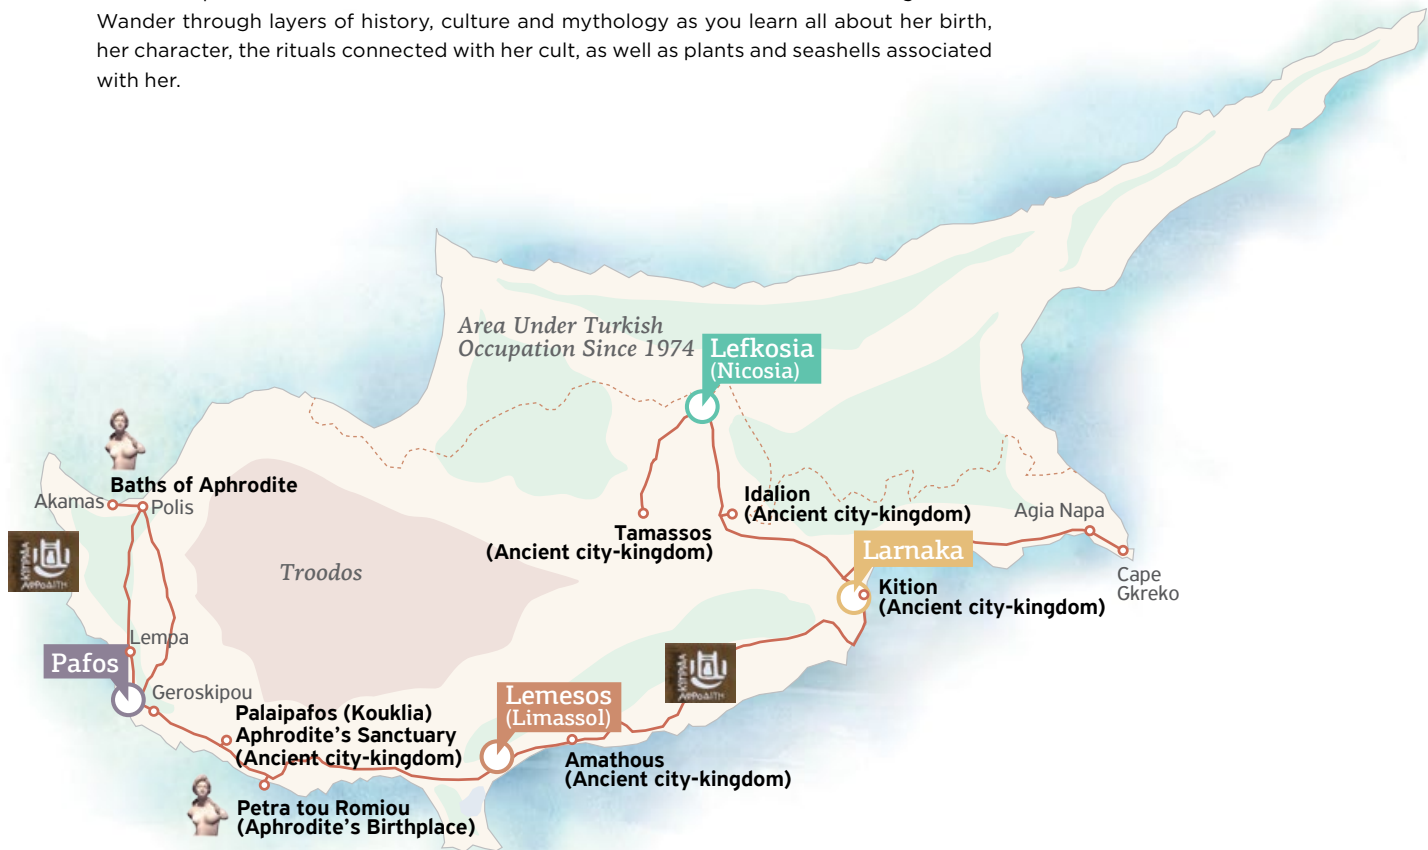 Wander through layers of history, culture and mythology as you learn all about her birth,
her character, the rituals connected with her cult, as well as plants and seashells associated
with her.
Area Under Turkish
Occupation Since 1974
Lefkosia
(Nicosia)
Baths of Aphrodite
Akamas
Polis
Idalion
(Ancient city-kingdom)
Tamassos
(Ancient city-kingdom)
Agia Napa
Larnaka
Cape
Gkreko
Kition
(Ancient city-kingdom)
Troodos
ΚΥΠΡΙΔΑ
ΑΦΡΟΔΙΤΗ
Lempa
Pafos
Geroskipou
Palaipafos (Kouklia)
Aphrodite’s Sanctuary
(Ancient city-kingdom)
Lemesos
(Limassol)
ΚΥΠΡΙΔΑ
ΑΦΡΟΔΙΤΗ
Amathous
(Ancient city-kingdom)
Petra tou Romiou
(Aphrodite’s Birthplace)